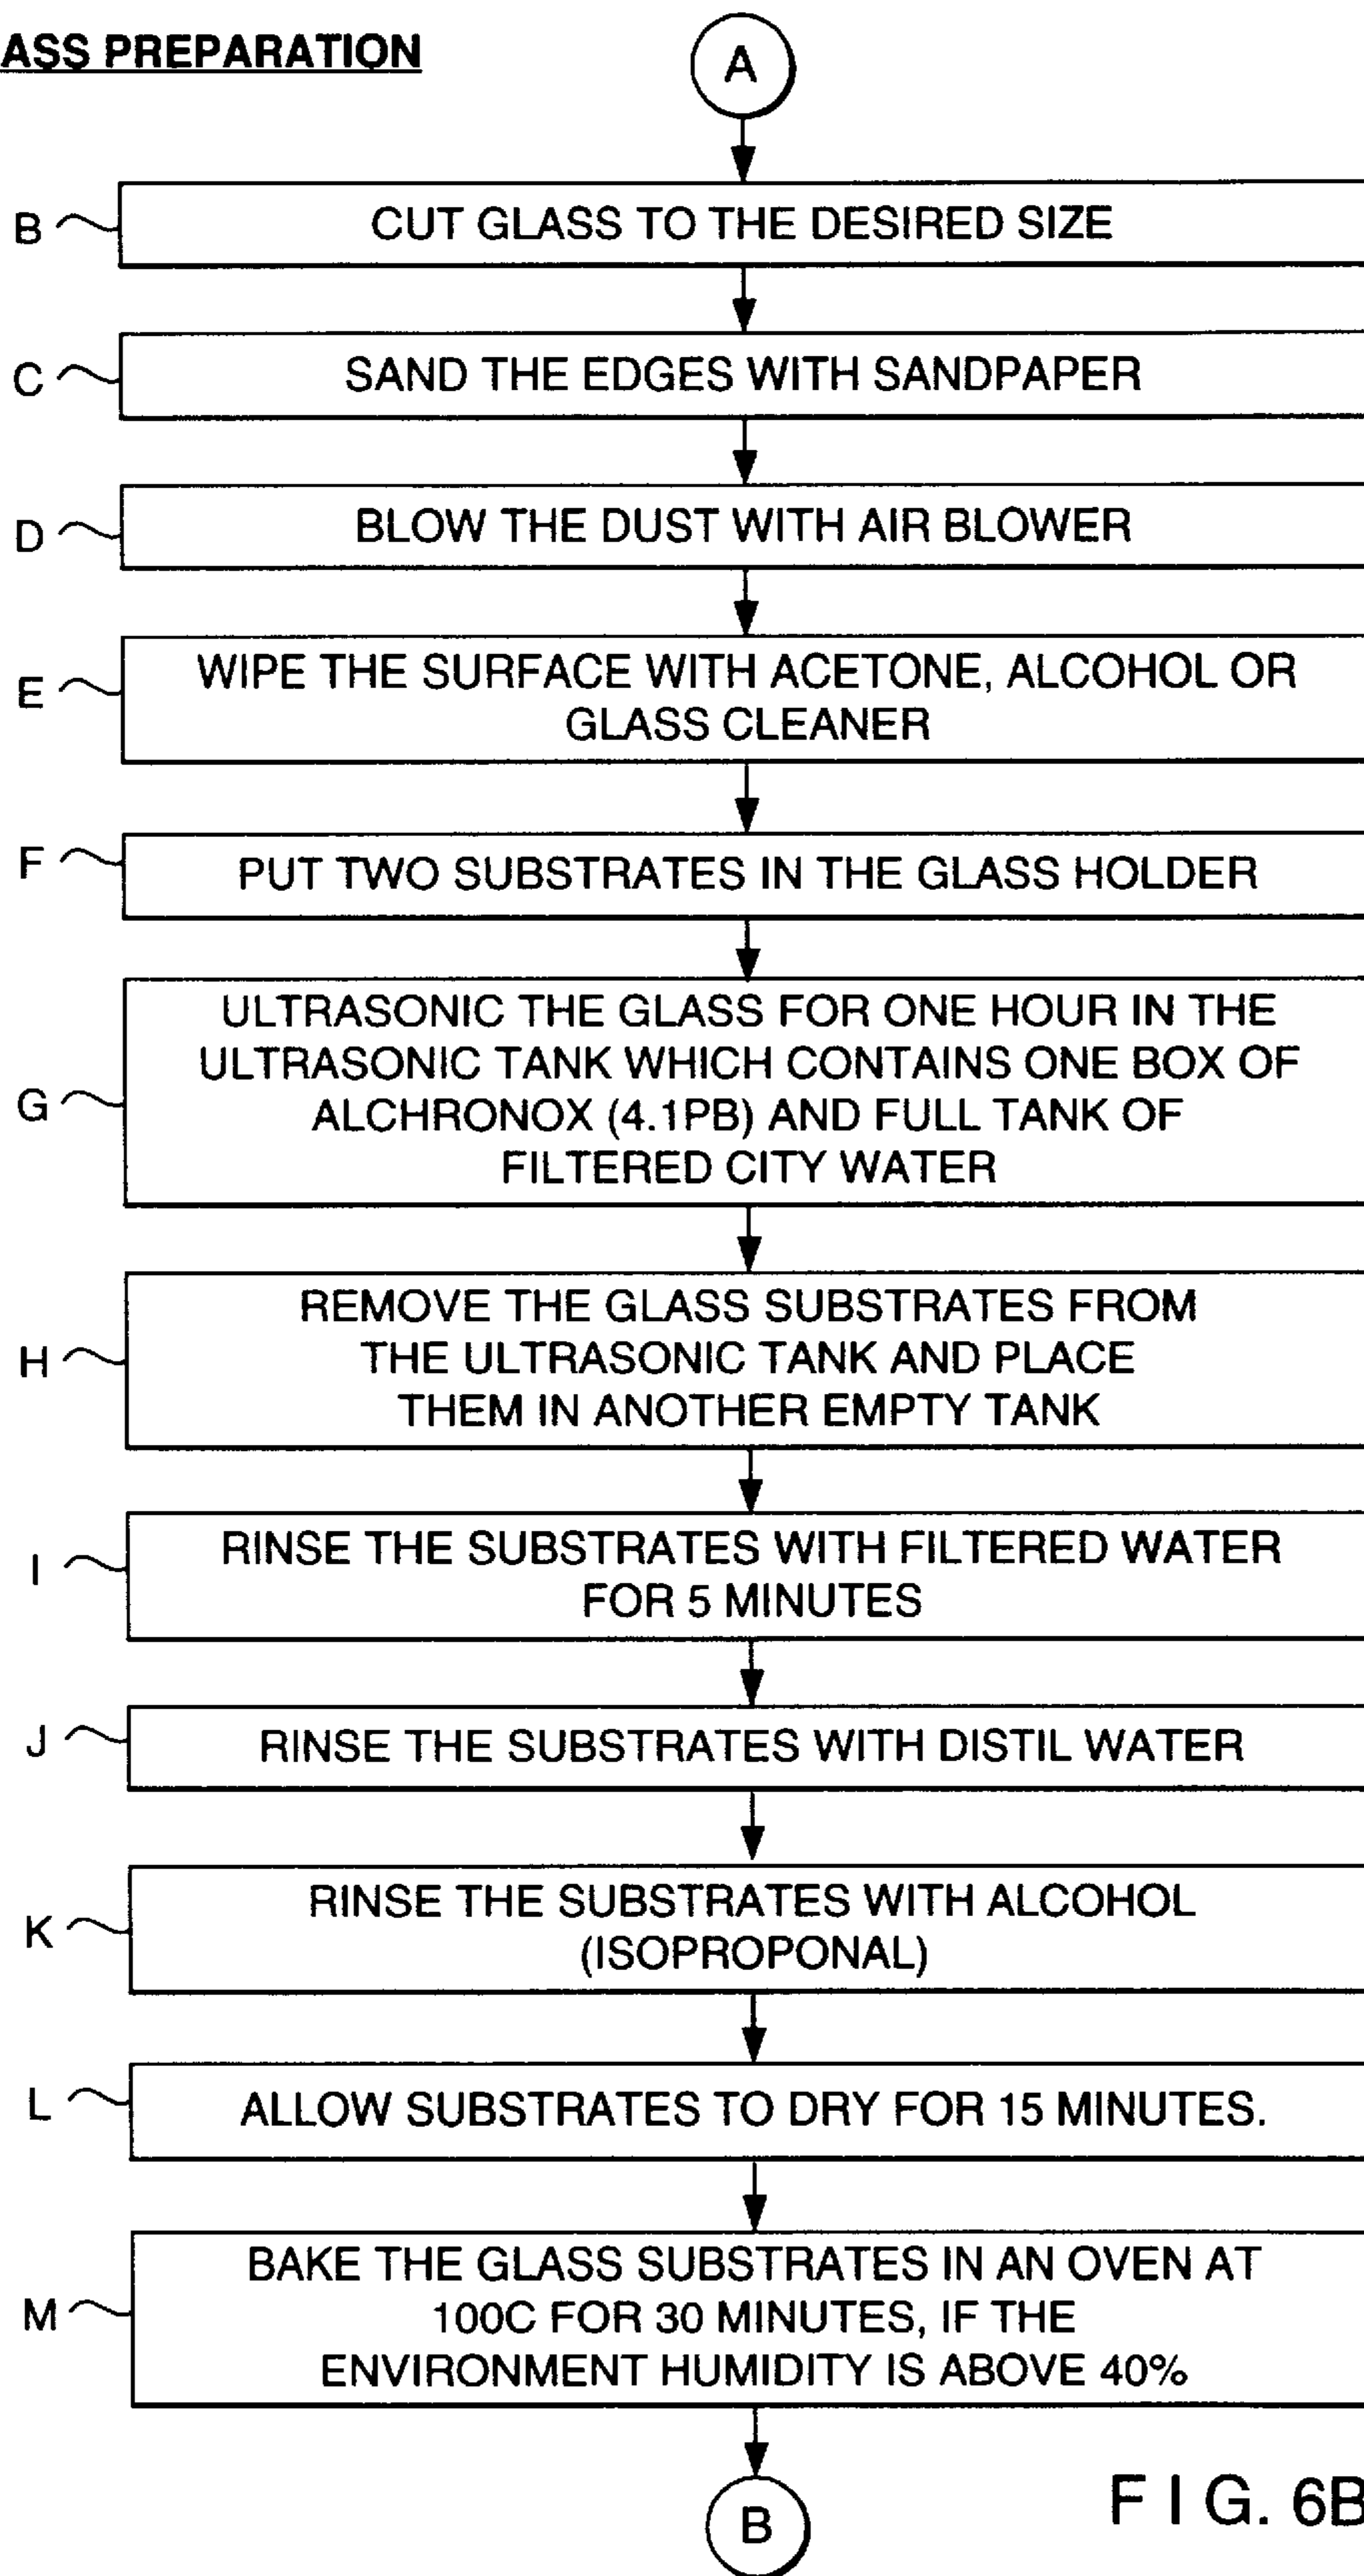 ASS PREPARATION
A
B
CUT GLASS TO THE DESIRED SIZE
C
SAND THE EDGES WITH SANDPAPER
D
BLOW THE DUST WITH AIR BLOWER
E
WIPE THE SURFACE WITH ACETONE, ALCOHOL OR
GLASS CLEANER
F
PUT TWO SUBSTRATES IN THE GLASS HOLDER
G
ULTRASONIC THE GLASS FOR ONE HOUR IN THE
ULTRASONIC TANK WHICH CONTAINS ONE BOX OF
ALCHRONOX (4.1PB) AND FULL TANK OF
FILTERED CITY WATER
H
REMOVE THE GLASS SUBSTRATES FROM
THE ULTRASONIC TANK AND PLACE
THEM IN ANOTHER EMPTY TANK
I
RINSE THE SUBSTRATES WITH FILTERED WATER
FOR 5 MINUTES
J
RINSE THE SUBSTRATES WITH DISTIL WATER
K
RINSE THE SUBSTRATES WITH ALCOHOL
(ISOPROPONAL)
L
ALLOW SUBSTRATES TO DRY FOR 15 MINUTES.
M
BAKE THE GLASS SUBSTRATES IN AN OVEN AT
100C FOR 30 MINUTES, IF THE
ENVIRONMENT HUMIDITY IS ABOVE 40%
B
FIG. 6B